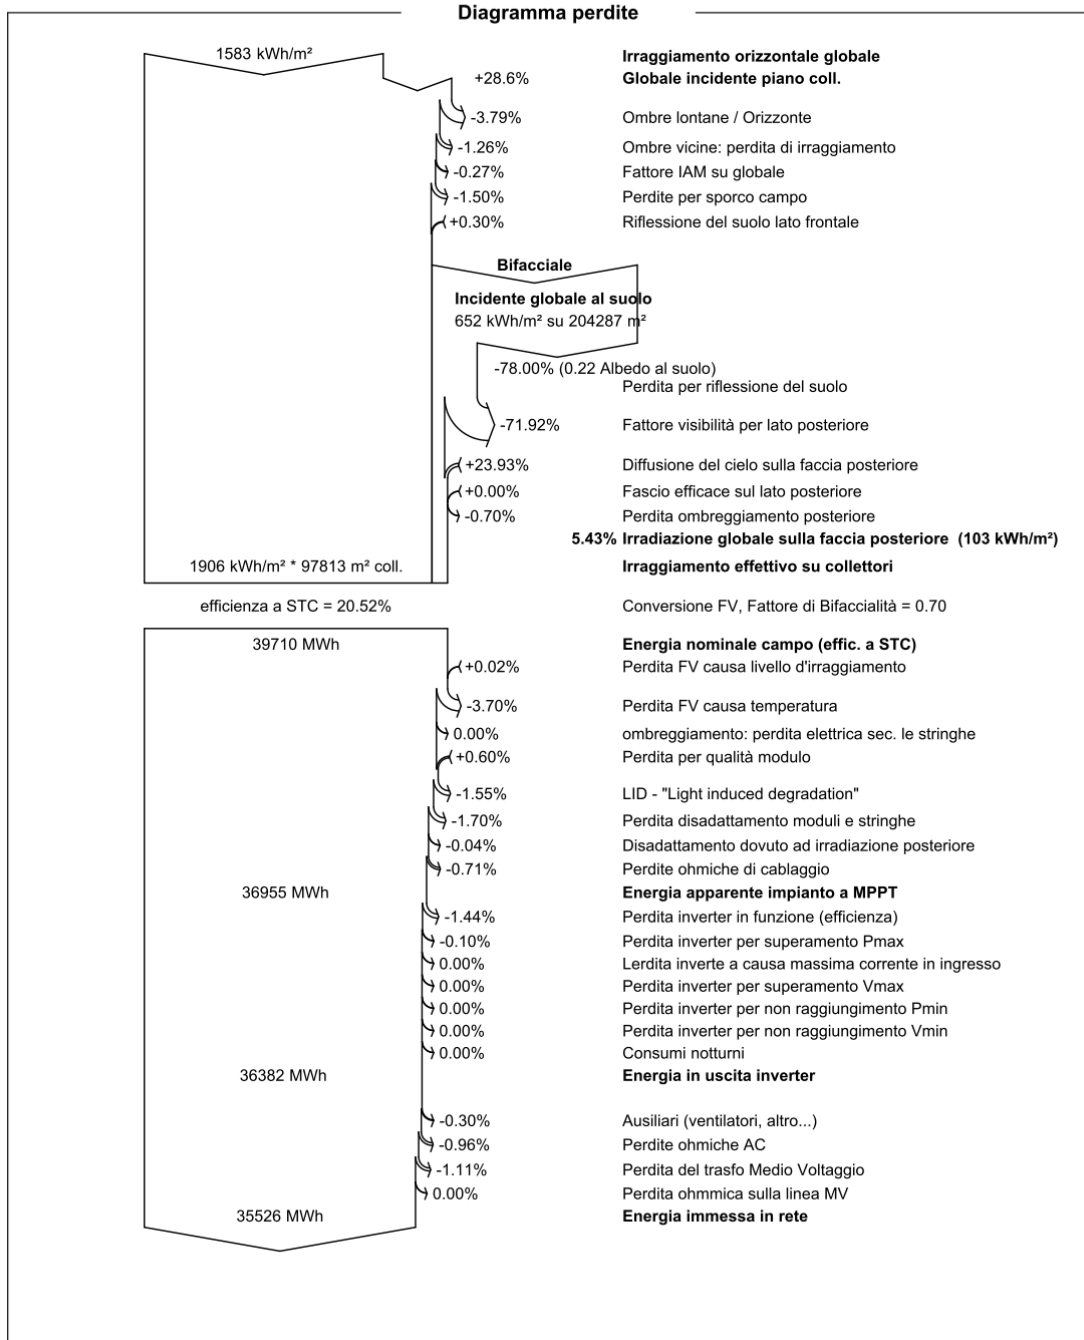 Diagramma perdite
1583 kWh/m²
Irraggiamento orizzontale globale
+28.6% Globale incidente piano coll.
-3.79% Ombre lontane / Orizzonte
-1.26% Ombre vicine: perdita di irraggiamento
-0.27% Fattore IAM su globale
-1.50% Perdite per sporco campo
+0.30% Riflessione del suolo lato frontale
Bifacciale
Incidente globale al suolo
652 kWh/m² su 204287 m²
-78.00% (0.22 Albedo al suolo)
Perdita per riflessione del suolo
-71.92% Fattore visibilità per lato posteriore
+23.93% Diffusione del cielo sulla faccia posteriore
+0.00% Fascio efficace sul lato posteriore
-0.70% Perdita ombreggiamento posteriore
5.43% Irradiazione globale sulla faccia posteriore (103 kWh/m²)
1906 kWh/m² * 97813 m² coll. Irraggiamento effettivo su collettori
efficienza a STC = 20.52% Conversione FV, Fattore di Bifaccialità = 0.70
39710 MWh Energia nominale campo (effic. a STC)
+0.02% Perdita FV causa livello d'irraggiamento
-3.70% Perdita FV causa temperatura
0.00% ombreggiamento: perdita elettrica sec. le stringhe
+0.60% Perdita per qualità modulo
-1.55% LID - "Light induced degradation"
-1.70% Perdita disadattamento moduli e stringhe
-0.04% Disadattamento dovuto ad irradiazione posteriore
-0.71% Perdite ohmiche di cablaggio
36955 MWh Energia apparente impianto a MPPT
-1.44% Perdita inverter in funzione (efficienza)
-0.10% Perdita inverter per superamento Pmax
0.00% Lerdita inverte a causa massima corrente in ingresso
0.00% Perdita inverter per superamento Vmax
0.00% Perdita inverter per non raggiungimento Pmin
0.00% Perdita inverter per non raggiungimento Vmin
0.00% Consumi notturni
36382 MWh Energia in uscita inverter
-0.30% Ausiliari (ventilatori, altro...)
-0.96% Perdite ohmiche AC
-1.11% Perdita del trasfo Medio Voltaggio
0.00% Perdita ohmmica sulla linea MV
35526 MWh Energia immessa in rete